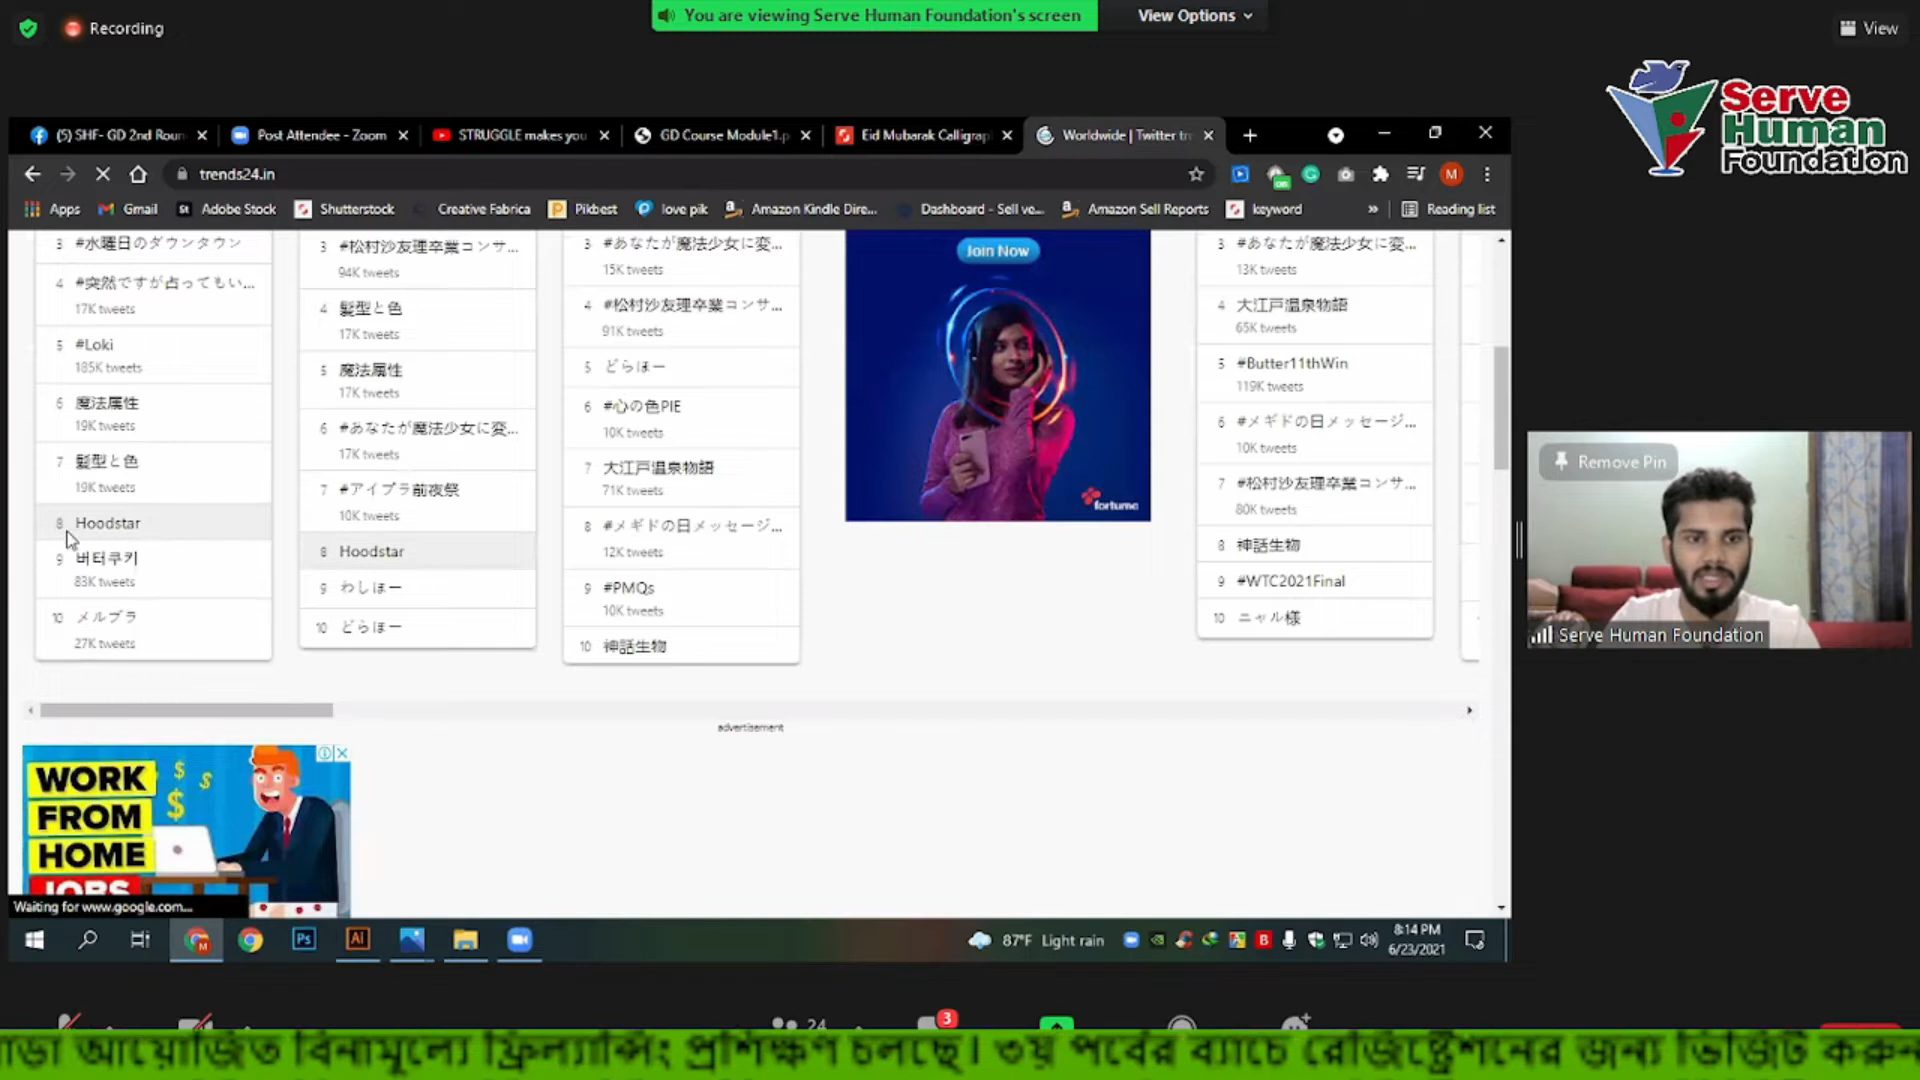 You are viewing Serve Human Foundation's screen
View Options
Recording
View
Serve
Human
Foundation
(5) SHF- GD 2nd Roun
Post Attendee - Zoom
STRUGGLE makes you
GD Course Module1.p
Eid Mubarak Calligrap
Worldwide | Twitter tr
trends24.in
Apps
Gmail
Adobe Stock
Shutterstock
Creative Fabrica
Pikbest
love pik
Amazon Kindle Dire...
Dashboard - Sell ve...
Amazon Sell Reports
keyword
Reading list
3 #水曜日のダウンタウン
4 #突然ですが占ってもい...
17K tweets
5 #Loki
185K tweets
6 魔法属性
19K tweets
7 髪型と色
19K tweets
8 Hoodstar
9 버터쿠키
83K tweets
10 メルブラ
27K tweets
3 #松村沙友理卒業コンサ...
94K tweets
4 髪型と色
17K tweets
5 魔法属性
17K tweets
6 #あなたが魔法少女に変...
17K tweets
7 #アイプラ前夜祭
10K tweets
8 Hoodstar
9 わしほー
10 どらほー
3 #あなたが魔法少女に変...
15K tweets
4 #松村沙友理卒業コンサ...
91K tweets
5 どらほー
6 #心の色PIE
10K tweets
7 大江戸温泉物語
71K tweets
8 #メギドの日メッセージ...
12K tweets
9 #PMQs
10K tweets
10 神話生物
Join Now
fortume
3 #あなたが魔法少女に変...
13K tweets
4 大江戸温泉物語
65K tweets
5 #Butter11thWin
119K tweets
6 #メギドの日メッセージ...
10K tweets
7 #松村沙友理卒業コンサ...
80K tweets
8 神話生物
9 #WTC2021Final
10 ニャル様
Remove Pin
Serve Human Foundation
advertisement
WORK
FROM
HOME
JOBS
Waiting for www.google.com...
87°F Light rain
8:14 PM
6/23/2021
24
3
আয়োজিত বিনামূল্যে ফ্রিল্যান্সিং প্রশিক্ষণ চলছে। ৩য় পর্বের ব্যাচে রেজিষ্ট্রেশনের জন্য ভিজিট করুন